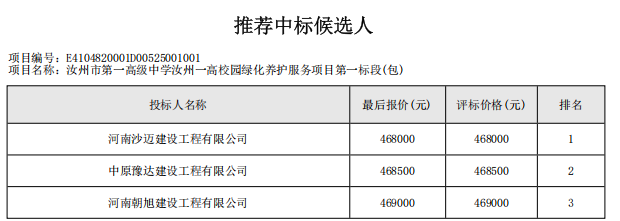 推荐中标候选人
项目编号：E4104820001D00525001001
项目名称：汝州市第一高级中学汝州一高校园绿化养护服务项目第一标段(包)
投标人名称 最后报价(元) 评标价格(元) 排名
河南沙迈建设工程有限公司 468000 468000 1
中原豫达建设工程有限公司 468500 468500 2
河南朝旭建设工程有限公司 469000 469000 3